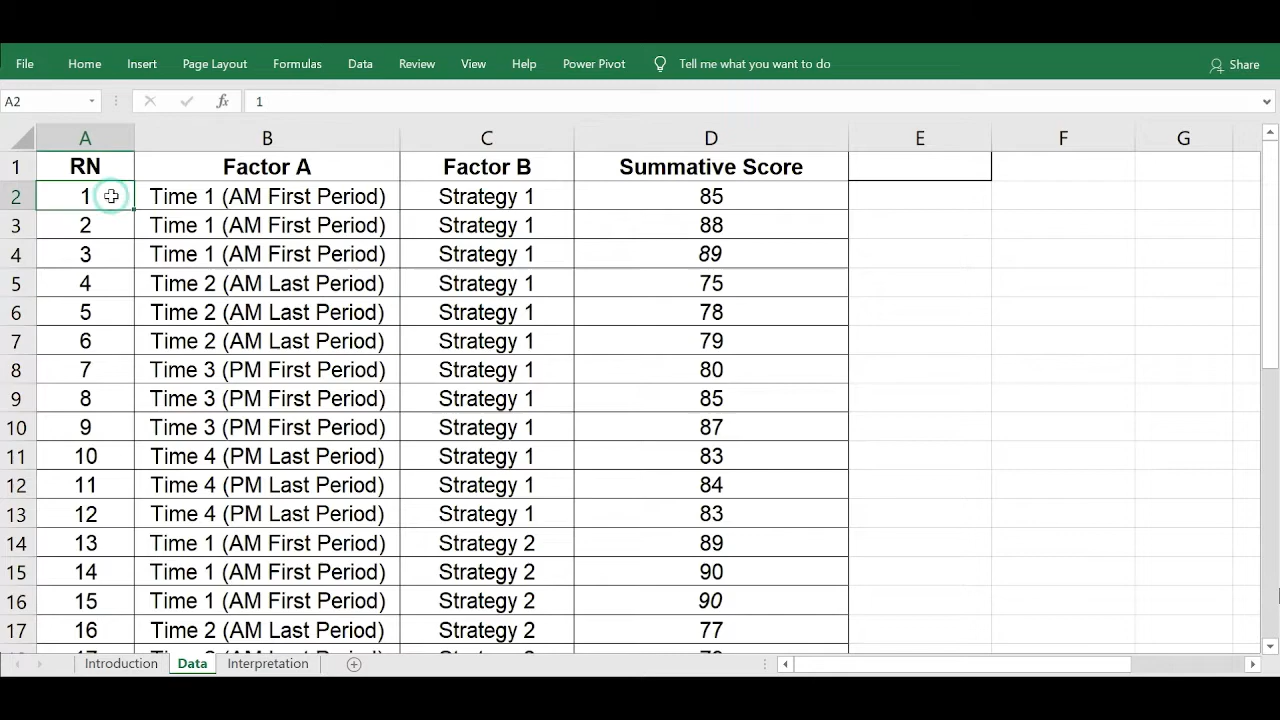 File Home Insert Page Layout Formulas Data Review View Help Power Pivot Tell me what you want to do Share
A2 fx 1
A B C D E F G
1 RN Factor A Factor B Summative Score
2 1 Time 1 (AM First Period) Strategy 1 85
3 2 Time 1 (AM First Period) Strategy 1 88
4 3 Time 1 (AM First Period) Strategy 1 89
5 4 Time 2 (AM Last Period) Strategy 1 75
6 5 Time 2 (AM Last Period) Strategy 1 78
7 6 Time 2 (AM Last Period) Strategy 1 79
8 7 Time 3 (PM First Period) Strategy 1 80
9 8 Time 3 (PM First Period) Strategy 1 85
10 9 Time 3 (PM First Period) Strategy 1 87
11 10 Time 4 (PM Last Period) Strategy 1 83
12 11 Time 4 (PM Last Period) Strategy 1 84
13 12 Time 4 (PM Last Period) Strategy 1 83
14 13 Time 1 (AM First Period) Strategy 2 89
15 14 Time 1 (AM First Period) Strategy 2 90
16 15 Time 1 (AM First Period) Strategy 2 90
17 16 Time 2 (AM Last Period) Strategy 2 77
Introduction Data Interpretation